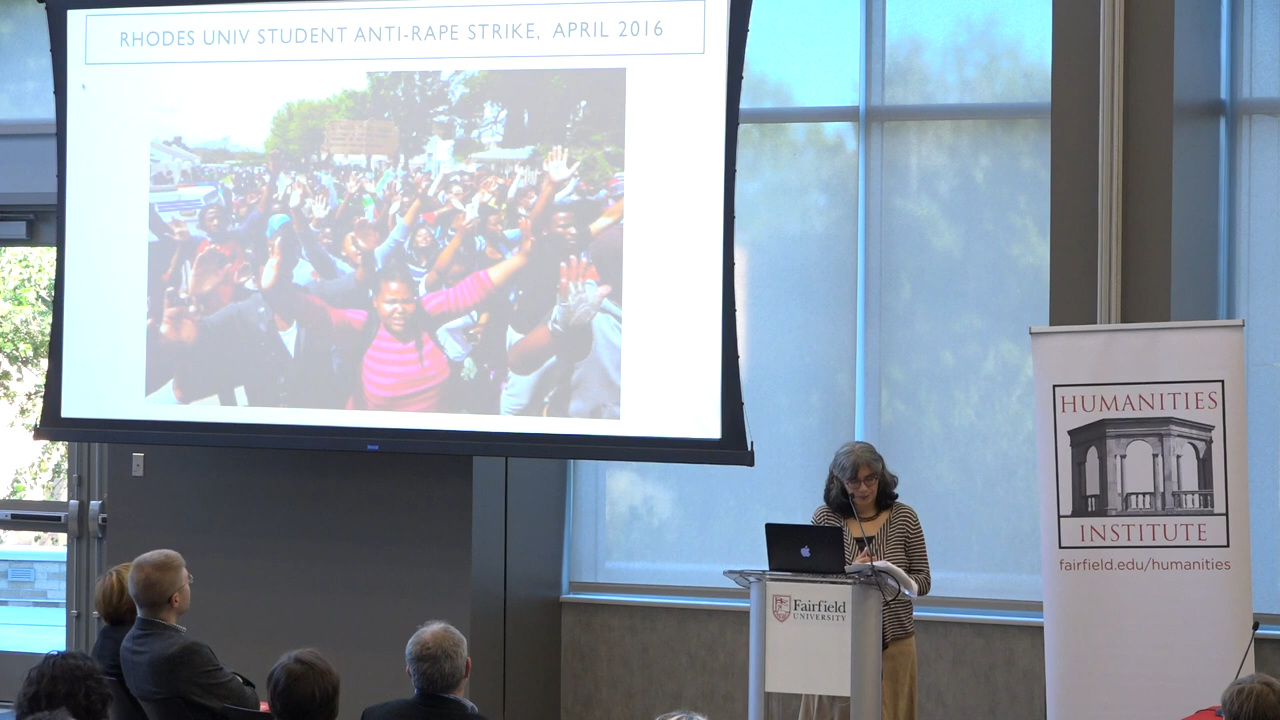 RHODES UNIV STUDENT ANTI-RAPE STRIKE, APRIL 2016
HUMANITIES
INSTITUTE
fairfield.edu/humanities
Fairfield
UNIVERSITY